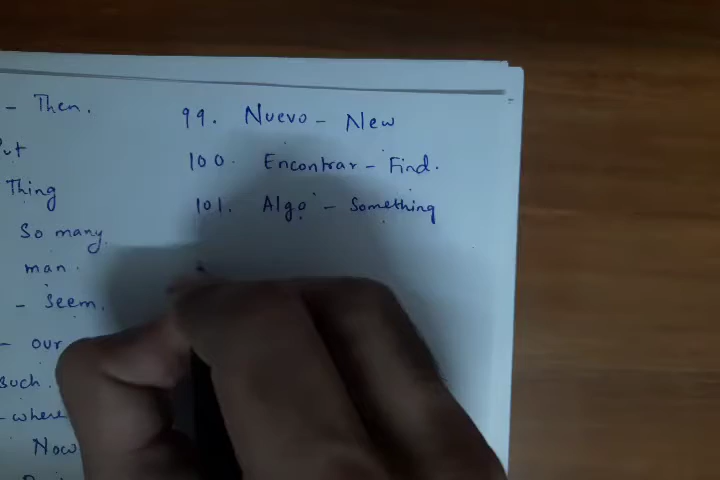 - Then.
Thing
So many
man.
- Seem.
- our
such.
- where
Now
99. Nuevo - New
100. Encontrar - Find.
101. Algo - Something